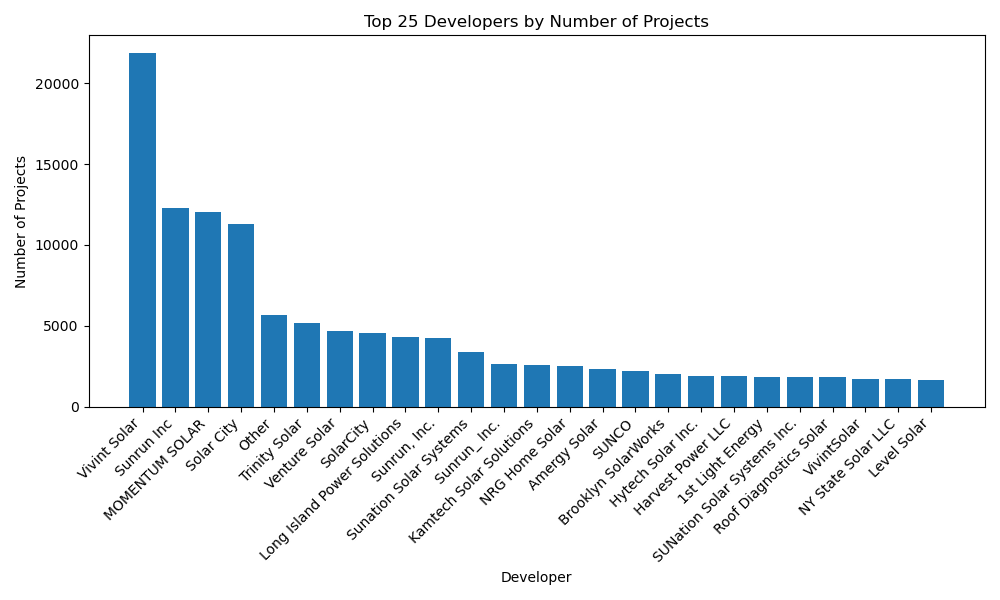 Top 25 Developers by Number of Projects
Number of Projects
20000
15000
10000
5000
0
Vivint Solar
Sunrun Inc
MOMENTUM SOLAR
Solar City
Other
Trinity Solar
Venture Solar
SolarCity
Long Island Power Solutions
Sunrun, Inc.
Sunation Solar Systems
Sunrun_ Inc.
Kamtech Solar Solutions
NRG Home Solar
Amergy Solar
SUNCO
Brooklyn SolarWorks
Hytech Solar Inc.
Harvest Power LLC
1st Light Energy
SUNation Solar Systems Inc.
Roof Diagnostics Solar
VivintSolar
NY State Solar LLC
Level Solar
Developer